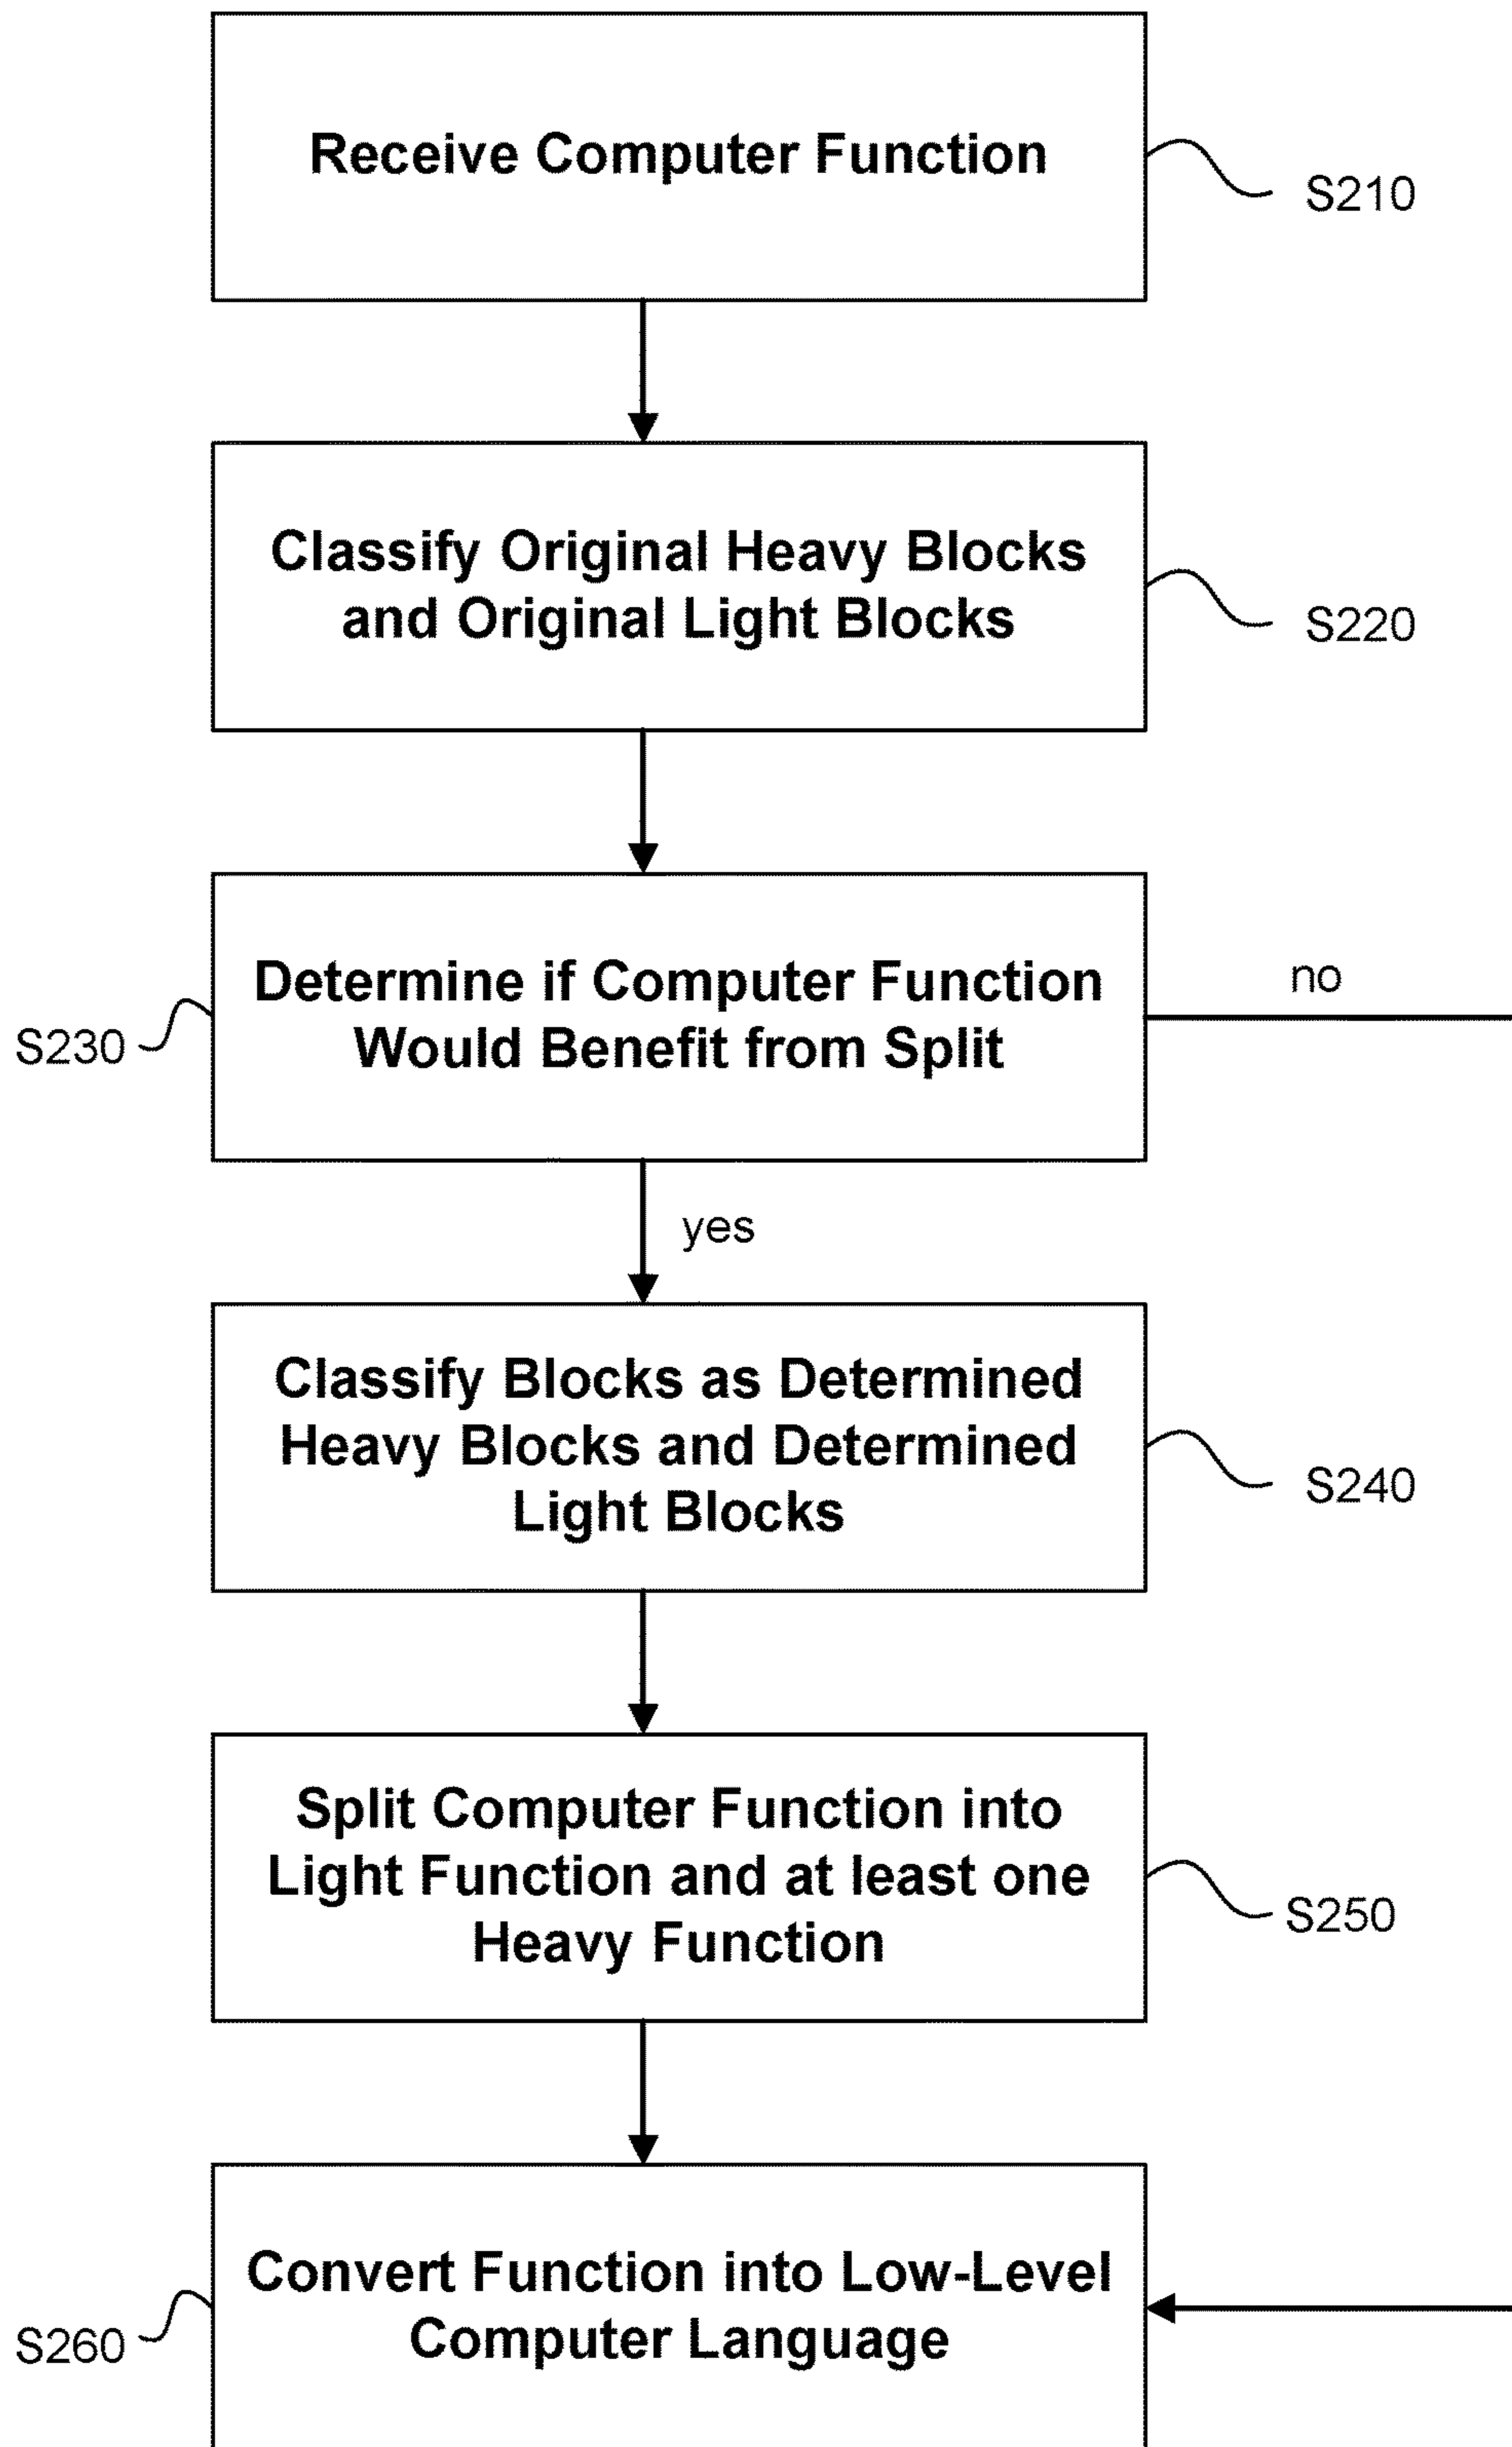 Receive Computer Function
S210
Classify Original Heavy Blocks
and Original Light Blocks
S220
Determine if Computer Function
Would Benefit from Split
S230
no
yes
Classify Blocks as Determined
Heavy Blocks and Determined
Light Blocks
S240
Split Computer Function into
Light Function and at least one
Heavy Function
S250
Convert Function into Low-Level
Computer Language
S260